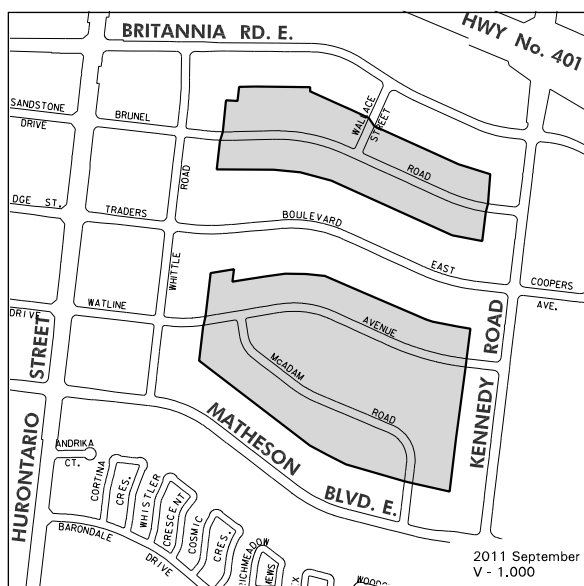 BRITANNIA RD. E.
HWY No. 401
SANDSTONE
DRIVE
BRUNEL
WALLACE
STREET
ROAD
ROAD
DGE ST.
TRADERS
BOULEVARD
EAST
COOPERS
AVE.
WHITTLE
WATLINE
DRIVE
AVENUE
McADAM
ROAD
ROAD
KENNEDY
STREET
HURONTARIO
MATHESON
BLVD. E.
ANDRIKA
CT.
CORTINA
CRES.
WHISTLER
CRESCENT
COSMIC
CRES.
BARONDALE
DRIVE
RICHMEADOW
MEWS
2011 September
V - 1.000